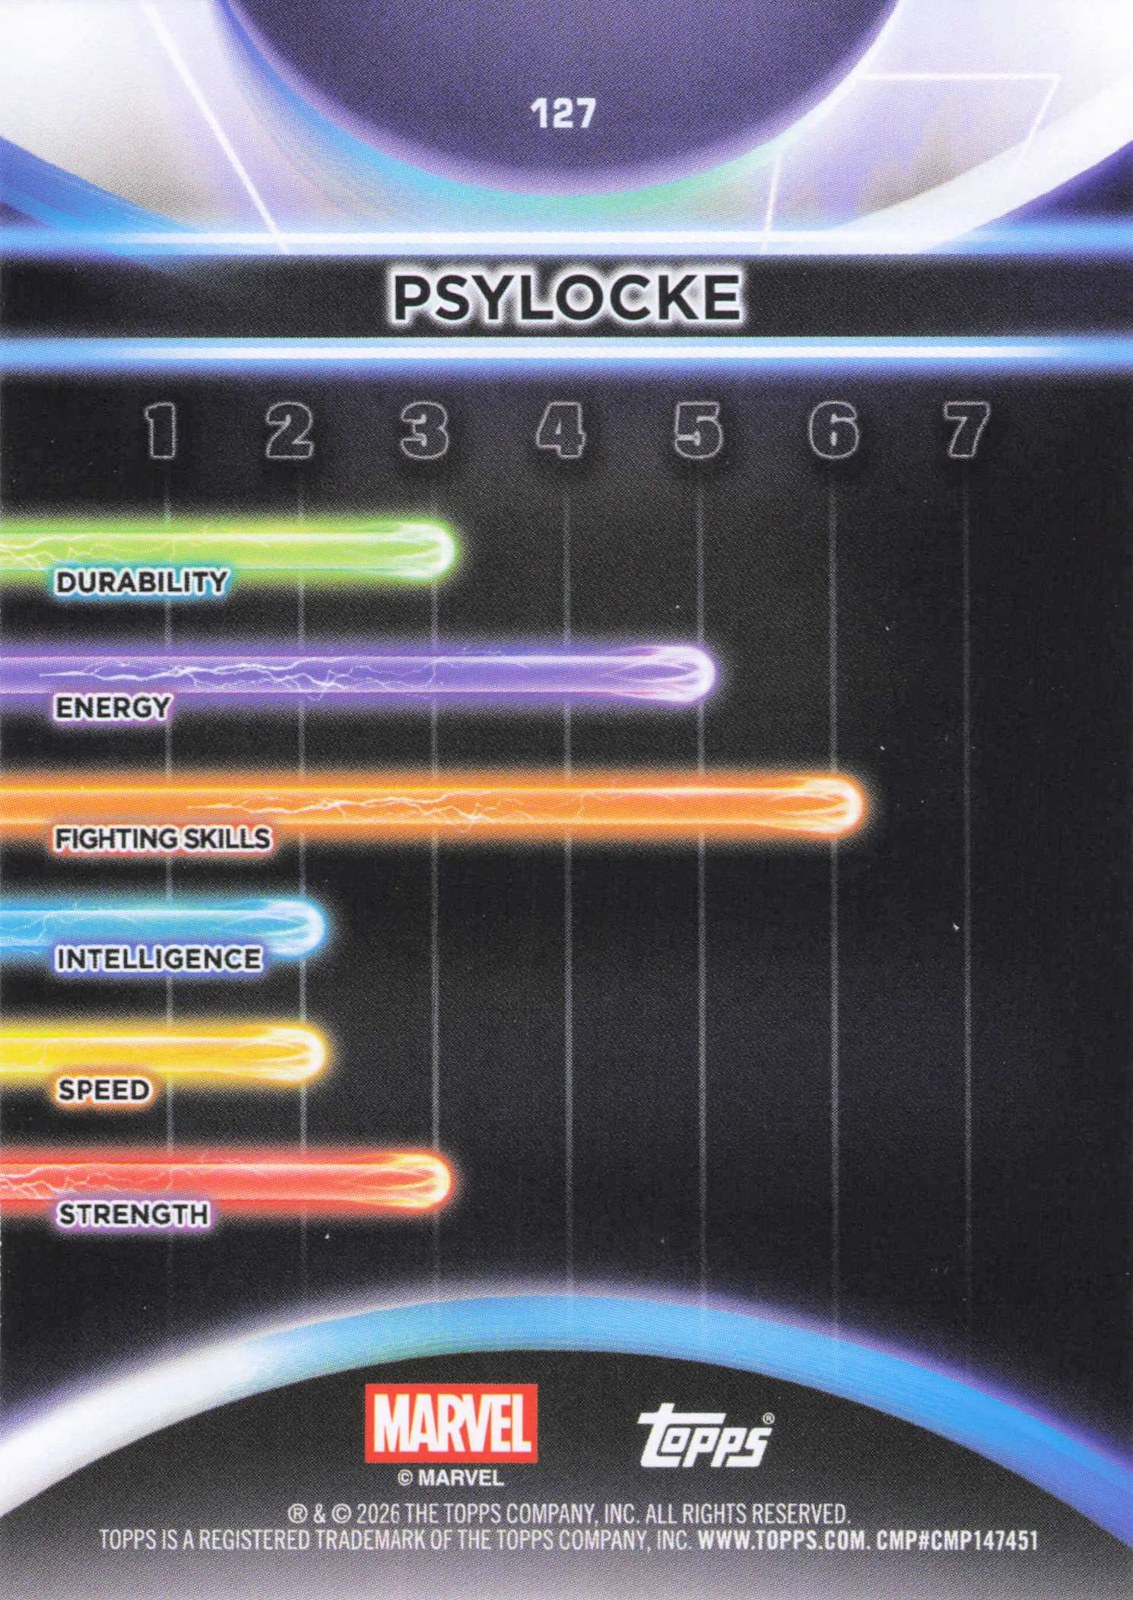 127
PSYLOCKE
1 2 3 4 5 6 7
DURABILITY
ENERGY
FIGHTING SKILLS
INTELLIGENCE
SPEED
STRENGTH
MARVEL
© MARVEL
topps®
® & © 2026 THE TOPPS COMPANY, INC. ALL RIGHTS RESERVED.
TOPPS IS A REGISTERED TRADEMARK OF THE TOPPS COMPANY, INC. WWW.TOPPS.COM. CMP#CMP147451